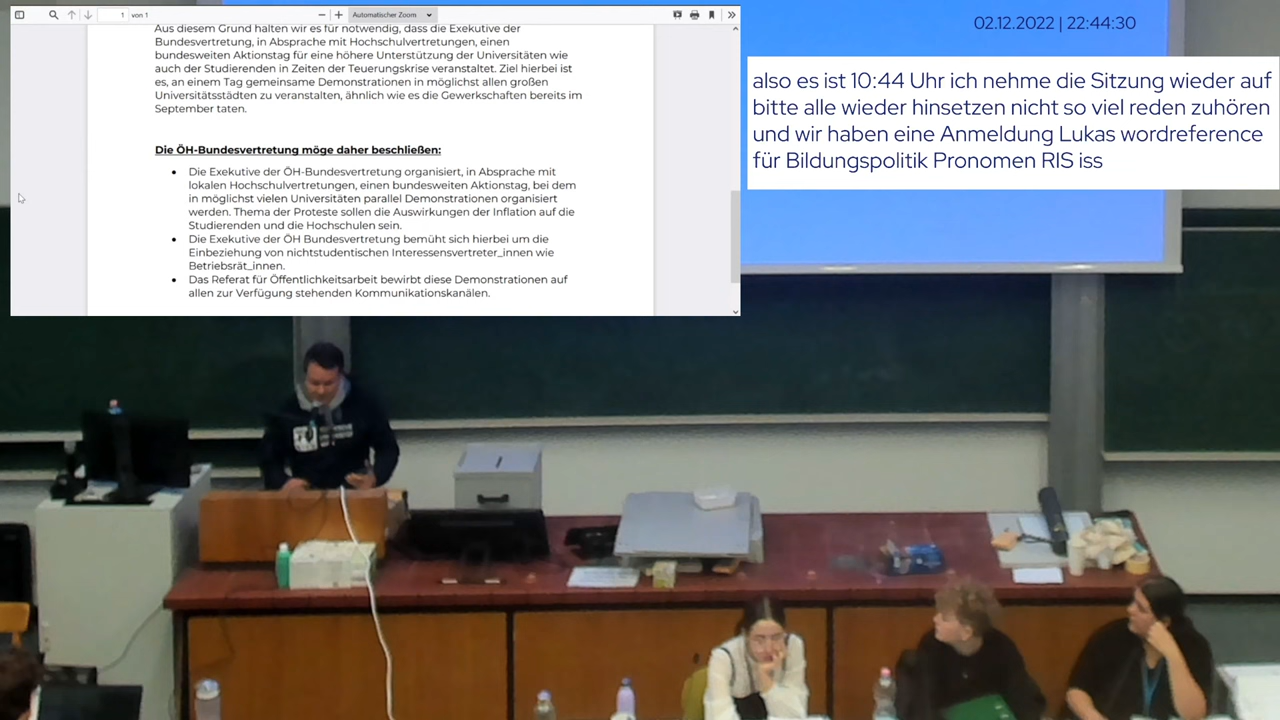 1
von 1
Automatischer Zoom
Aus diesem Grund halten wir es für notwendig, dass die Exekutive der
Bundesvertretung, in Absprache mit Hochschulvertretungen, einen
bundesweiten Aktionstag für eine höhere Unterstützung der Universitäten wie
auch der Studierenden in Zeiten der Teuerungskrise veranstaltet. Ziel hierbei ist
es, an einem Tag gemeinsame Demonstrationen in möglichst allen großen
Universitätsstädten zu veranstalten, ähnlich wie es die Gewerkschaften bereits im
September taten.
Die ÖH-Bundesvertretung möge daher beschließen:
• Die Exekutive der ÖH-Bundesvertretung organisiert, in Absprache mit
lokalen Hochschulvertretungen, einen bundesweiten Aktionstag, bei dem
in möglichst vielen Universitäten parallel Demonstrationen organisiert
werden. Thema der Proteste sollen die Auswirkungen der Inflation auf die
Studierenden und die Hochschulen sein.
• Die Exekutive der ÖH Bundesvertretung bemüht sich hierbei um die
Einbeziehung von nichtstudentischen Interessensvertreter_innen wie
Betriebsrät_innen.
• Das Referat für Öffentlichkeitsarbeit bewirbt diese Demonstrationen auf
allen zur Verfügung stehenden Kommunikationskanälen.
02.12.2022 | 22:44:30
also es ist 10:44 Uhr ich nehme die Sitzung wieder auf
bitte alle wieder hinsetzen nicht so viel reden zuhören
und wir haben eine Anmeldung Lukas wordreference
für Bildungspolitik Pronomen RIS iss